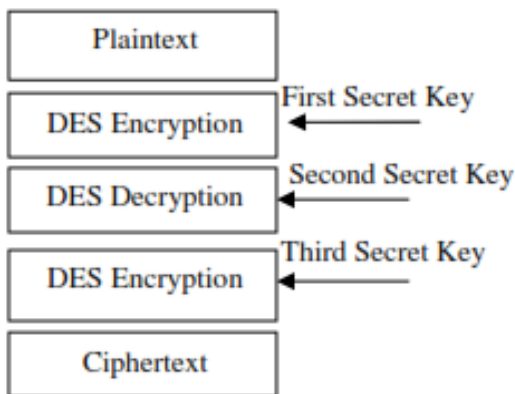 Plaintext
First Secret Key
DES Encryption
Second Secret Key
DES Decryption
Third Secret Key
DES Encryption
Ciphertext